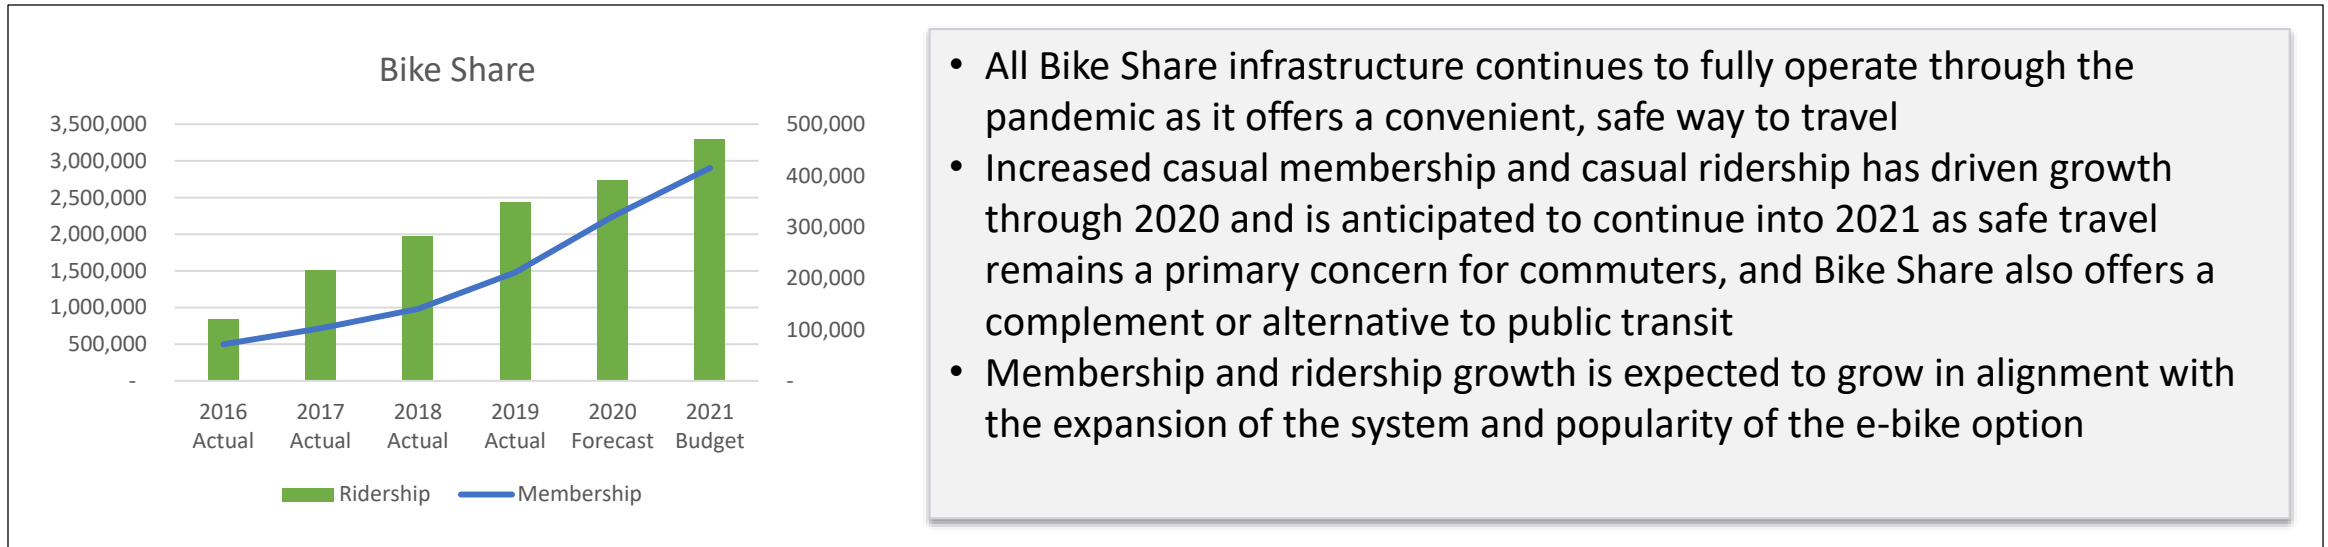 Bike Share
3,500,000
3,000,000
2,500,000
2,000,000
1,500,000
1,000,000
500,000
-
500,000
400,000
300,000
200,000
100,000
-
2016 Actual
2017 Actual
2018 Actual
2019 Actual
2020 Forecast
2021 Budget
Ridership
Membership
• All Bike Share infrastructure continues to fully operate through the
pandemic as it offers a convenient, safe way to travel
• Increased casual membership and casual ridership has driven growth
through 2020 and is anticipated to continue into 2021 as safe travel
remains a primary concern for commuters, and Bike Share also offers a
complement or alternative to public transit
• Membership and ridership growth is expected to grow in alignment with
the expansion of the system and popularity of the e-bike option